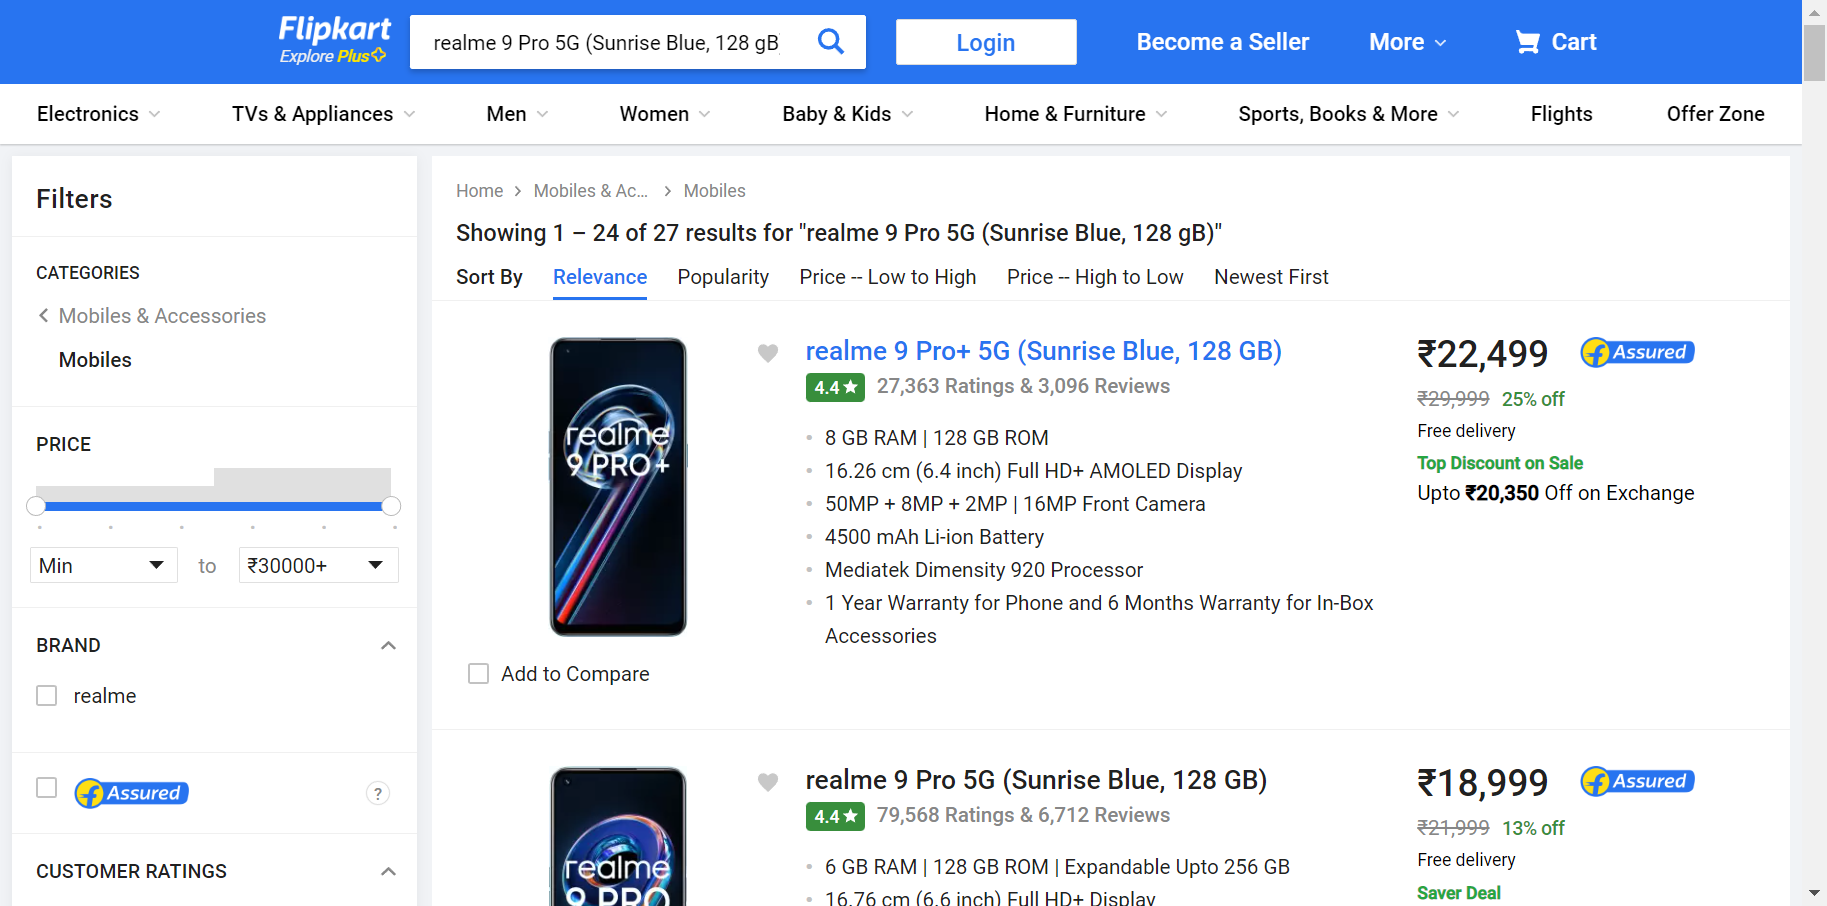 Flipkart
Explore Plus
realme 9 Pro 5G (Sunrise Blue, 128 gB
Login
Become a Seller
More
Cart
Electronics
TVs & Appliances
Men
Women
Baby & Kids
Home & Furniture
Sports, Books & More
Flights
Offer Zone
Filters
CATEGORIES
Mobiles & Accessories
Mobiles
PRICE
Min
to
₹30000+
BRAND
realme
Assured
?
CUSTOMER RATINGS
Home
Mobiles & Ac...
Mobiles
Showing 1 – 24 of 27 results for "realme 9 Pro 5G (Sunrise Blue, 128 gB)"
Sort By
Relevance
Popularity
Price -- Low to High
Price -- High to Low
Newest First
realme
9 PRO+
Add to Compare
realme 9 Pro+ 5G (Sunrise Blue, 128 GB)
4.4
27,363 Ratings & 3,096 Reviews
8 GB RAM | 128 GB ROM
16.26 cm (6.4 inch) Full HD+ AMOLED Display
50MP + 8MP + 2MP | 16MP Front Camera
4500 mAh Li-ion Battery
Mediatek Dimensity 920 Processor
1 Year Warranty for Phone and 6 Months Warranty for In-Box
Accessories
₹22,499
Assured
₹29,999 25% off
Free delivery
Top Discount on Sale
Upto ₹20,350 Off on Exchange
realme
9 PRO
realme 9 Pro 5G (Sunrise Blue, 128 GB)
4.4
79,568 Ratings & 6,712 Reviews
6 GB RAM | 128 GB ROM | Expandable Upto 256 GB
16.76 cm (6.6 inch) Full HD+ Display
₹18,999
Assured
₹21,999 13% off
Free delivery
Saver Deal